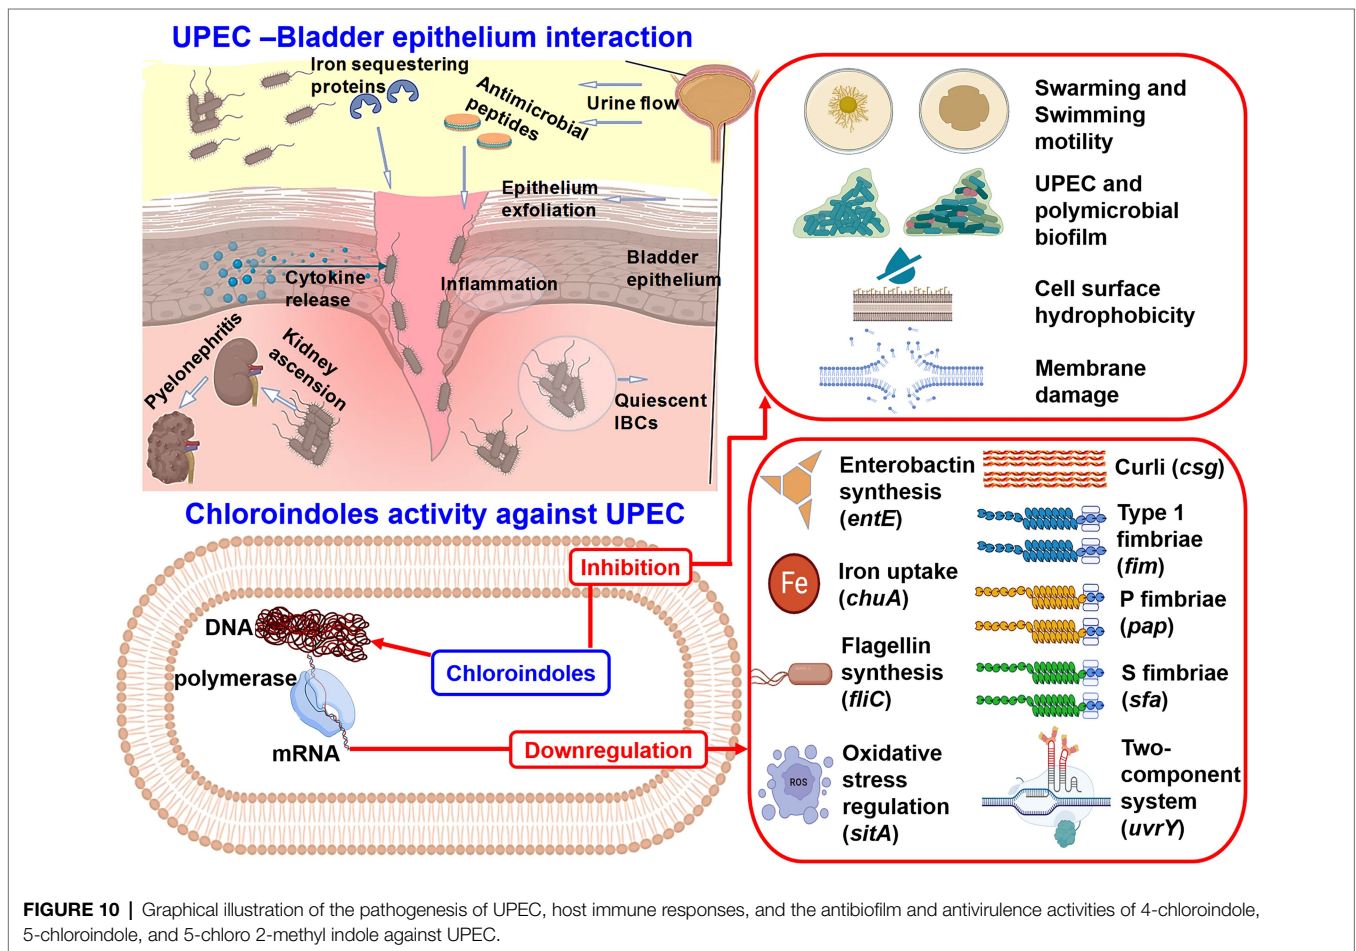 UPEC –Bladder epithelium interaction
Iron sequestering
proteins
Antimicrobial
peptides
Urine flow
Epithelium
exfoliation
Bladder
epithelium
Cytokine
release
Inflammation
Pyelonephritis
Kidney
ascension
Quiescent
IBCs
Swarming and
Swimming
motility
UPEC and
polymicrobial
biofilm
Cell surface
hydrophobicity
Membrane
damage
Chloroindoles activity against UPEC
Inhibition
DNA
Chloroindoles
polymerase
mRNA
Downregulation
Enterobactin
synthesis
(entE)
Fe
Iron uptake
(chuA)
Flagellin
synthesis
(fliC)
ROS
Oxidative
stress
regulation
(sitA)
Curli (csg)
Type 1
fimbriae
(fim)
P fimbriae
(pap)
S fimbriae
(sfa)
Two-
component
system
(uvrY)
FIGURE 10 | Graphical illustration of the pathogenesis of UPEC, host immune responses, and the antibiofilm and antivirulence activities of 4-chloroindole,
5-chloroindole, and 5-chloro 2-methyl indole against UPEC.